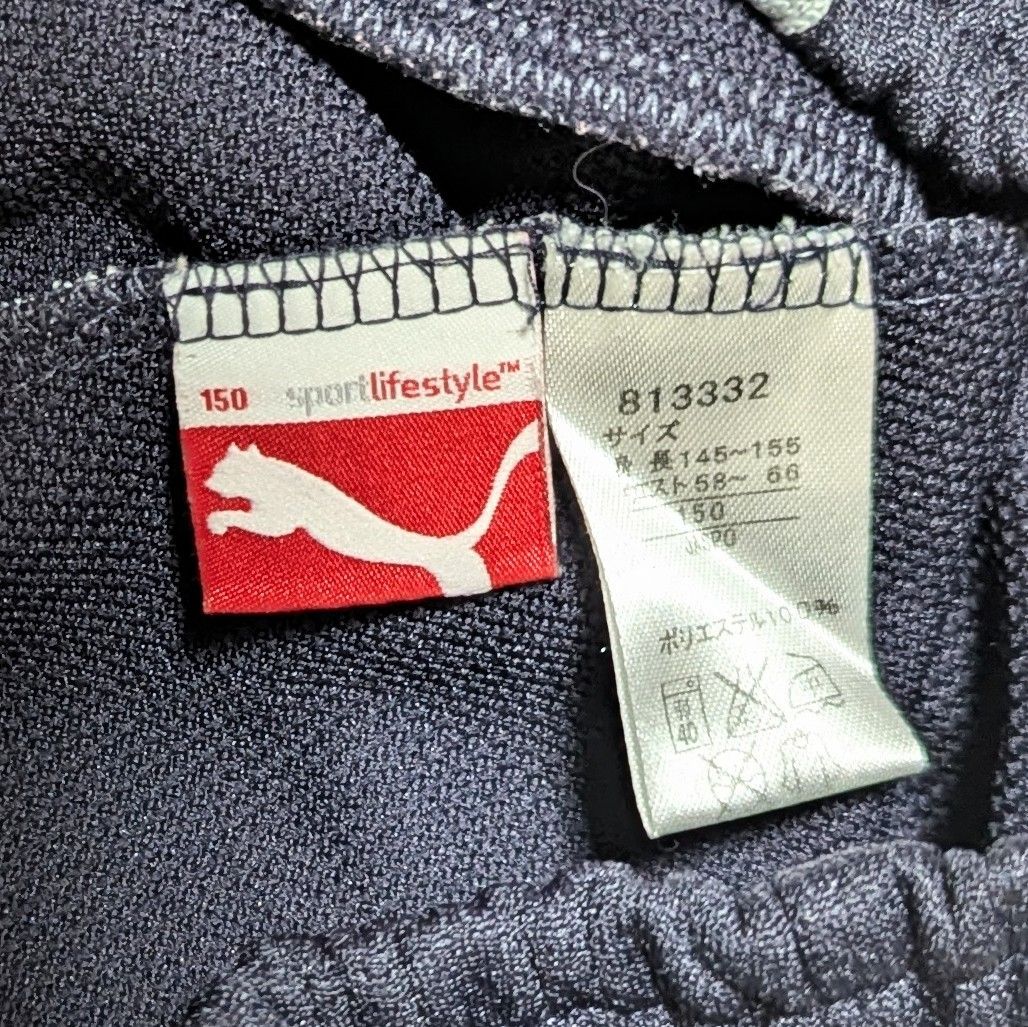 150 sportlifestyle™
813332
サイズ
長145～155
スト58～ 66
150
JASPO
ポリエステル100%
40